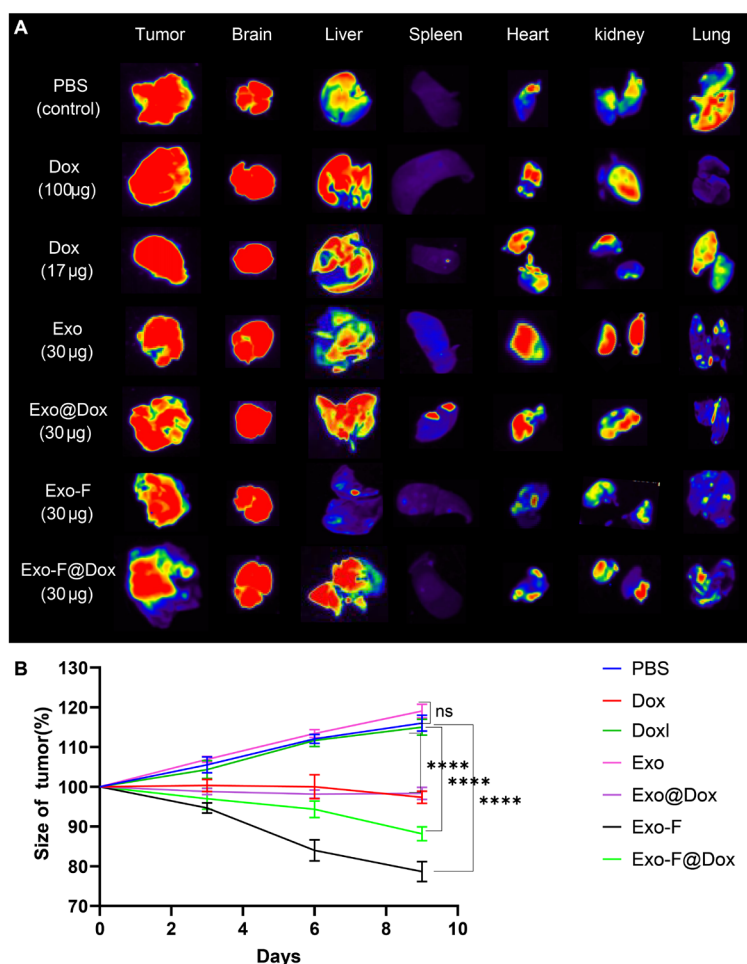 A
Tumor Brain Liver Spleen Heart kidney Lung
PBS
(control)
Dox
(100µg)
Dox
(17 µg)
Exo
(30 µg)
Exo@Dox
(30 µg)
Exo-F
(30 µg)
Exo-F@Dox
(30 µg)
B
Size of tumor(%)
130
120
110
100
90
80
70
0 2 4 6 8 10
Days
ns
****
****
****
PBS
Dox
Doxl
Exo
Exo@Dox
Exo-F
Exo-F@Dox